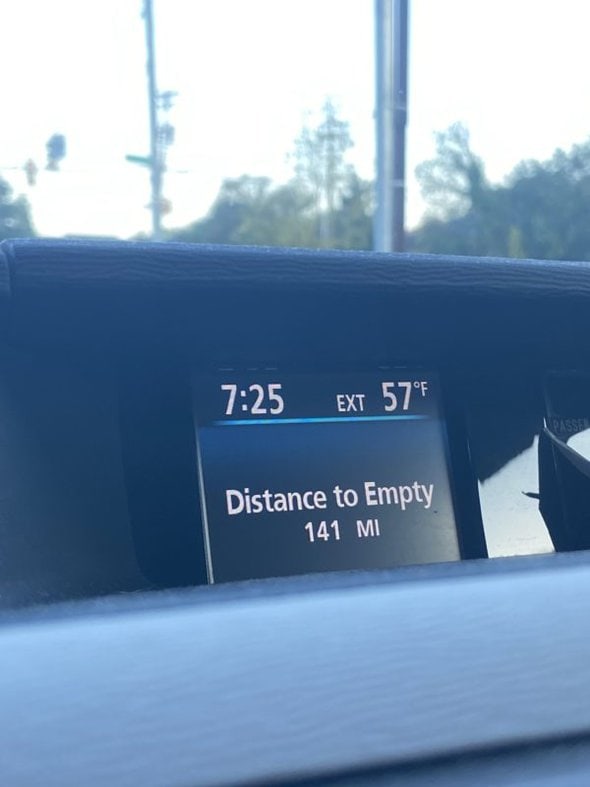 7:25 EXT 57°F
Distance to Empty
141 MI